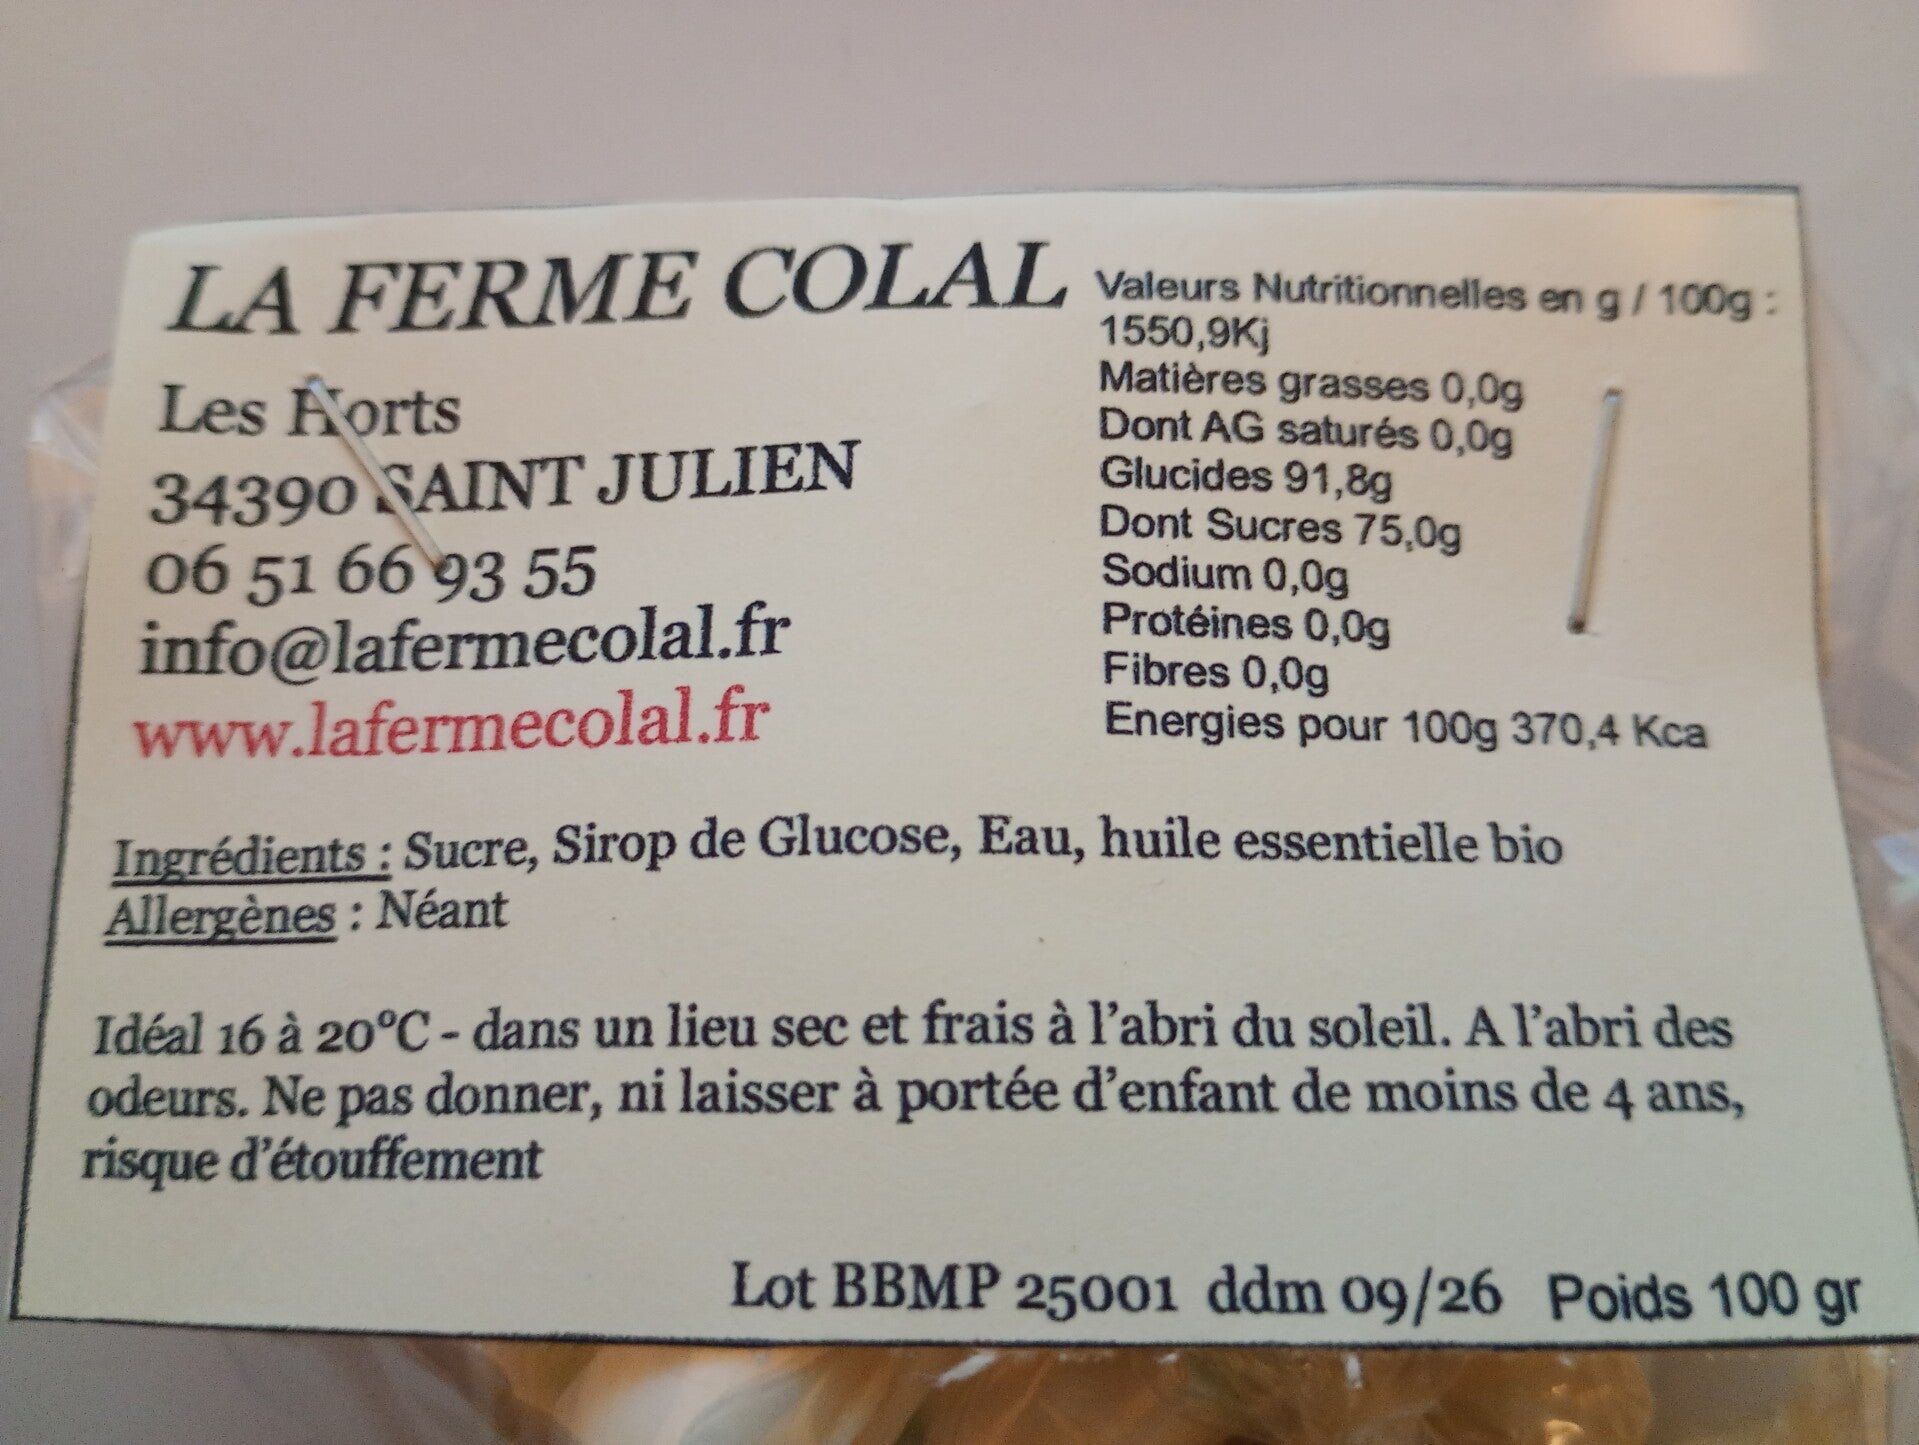 LA FERME COLAL
Les Horts
34390 SAINT JULIEN
06 51 66 93 55
info@lafermecolal.fr
www.lafermecolal.fr
Valeurs Nutritionnelles en g / 100g :
1550,9Kj
Matières grasses 0,0g
Dont AG saturés 0,0g
Glucides 91,8g
Dont Sucres 75,0g
Sodium 0,0g
Protéines 0,0g
Fibres 0,0g
Energies pour 100g 370,4 Kca
Ingrédients : Sucre, Sirop de Glucose, Eau, huile essentielle bio
Allergènes : Néant
Idéal 16 à 20°C - dans un lieu sec et frais à l'abri du soleil. A l'abri des
odeurs. Ne pas donner, ni laisser à portée d'enfant de moins de 4 ans,
risque d'étouffement
Lot BBMP 25001 ddm 09/26 Poids 100 gr